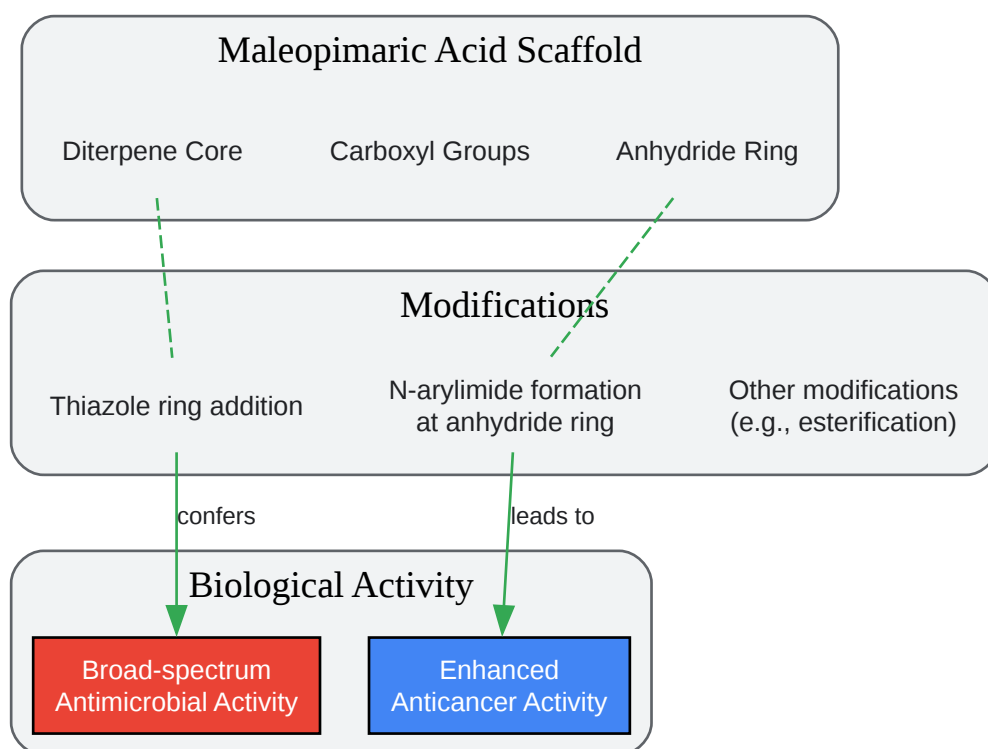 Maleopimaric Acid Scaffold
Diterpene Core
Carboxyl Groups
Anhydride Ring
Modifications
Thiazole ring addition
N-arylimide formation
at anhydride ring
Other modifications
(e.g., esterification)
confers
leads to
Biological Activity
Broad-spectrum
Antimicrobial Activity
Enhanced
Anticancer Activity